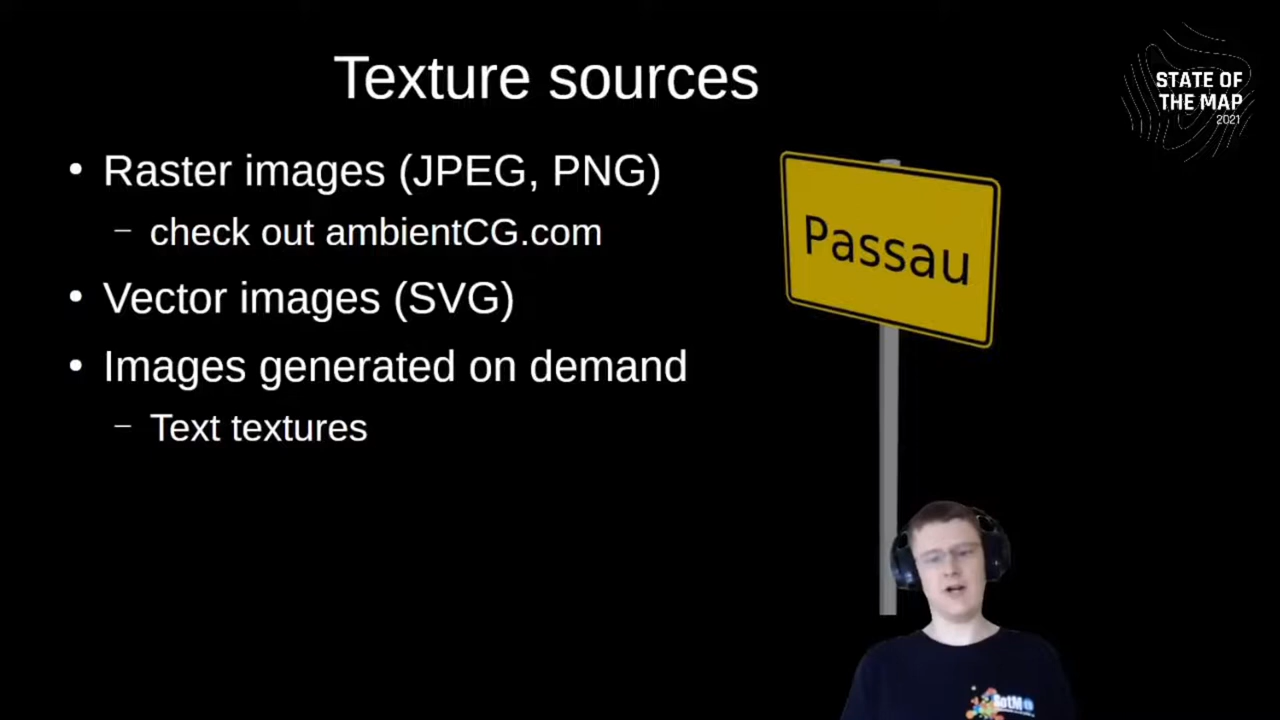 Texture sources
STATE OF
THE MAP
2021
• Raster images (JPEG, PNG)
– check out ambientCG.com
• Vector images (SVG)
• Images generated on demand
– Text textures
Passau
SotM